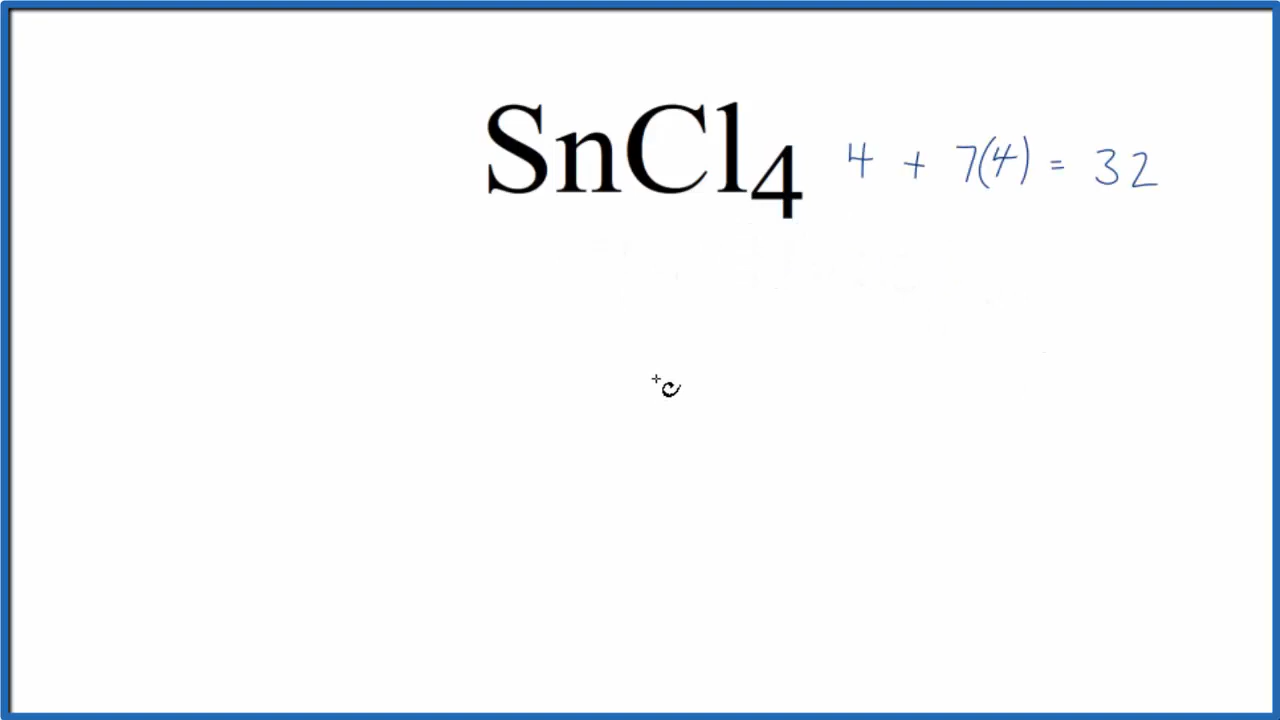 SnCl₄ 4 + 7(4) = 32